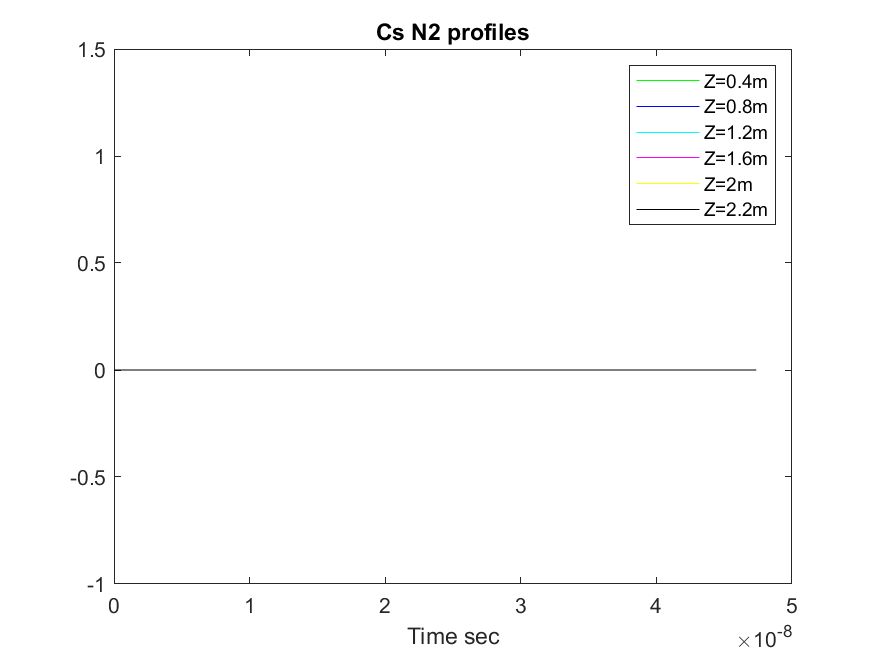 Cs N2 profiles
1.5
1
0.5
0
-0.5
-1
Z=0.4m
Z=0.8m
Z=1.2m
Z=1.6m
Z=2m
Z=2.2m
0 1 2 3 4 5
Time sec
×10-8